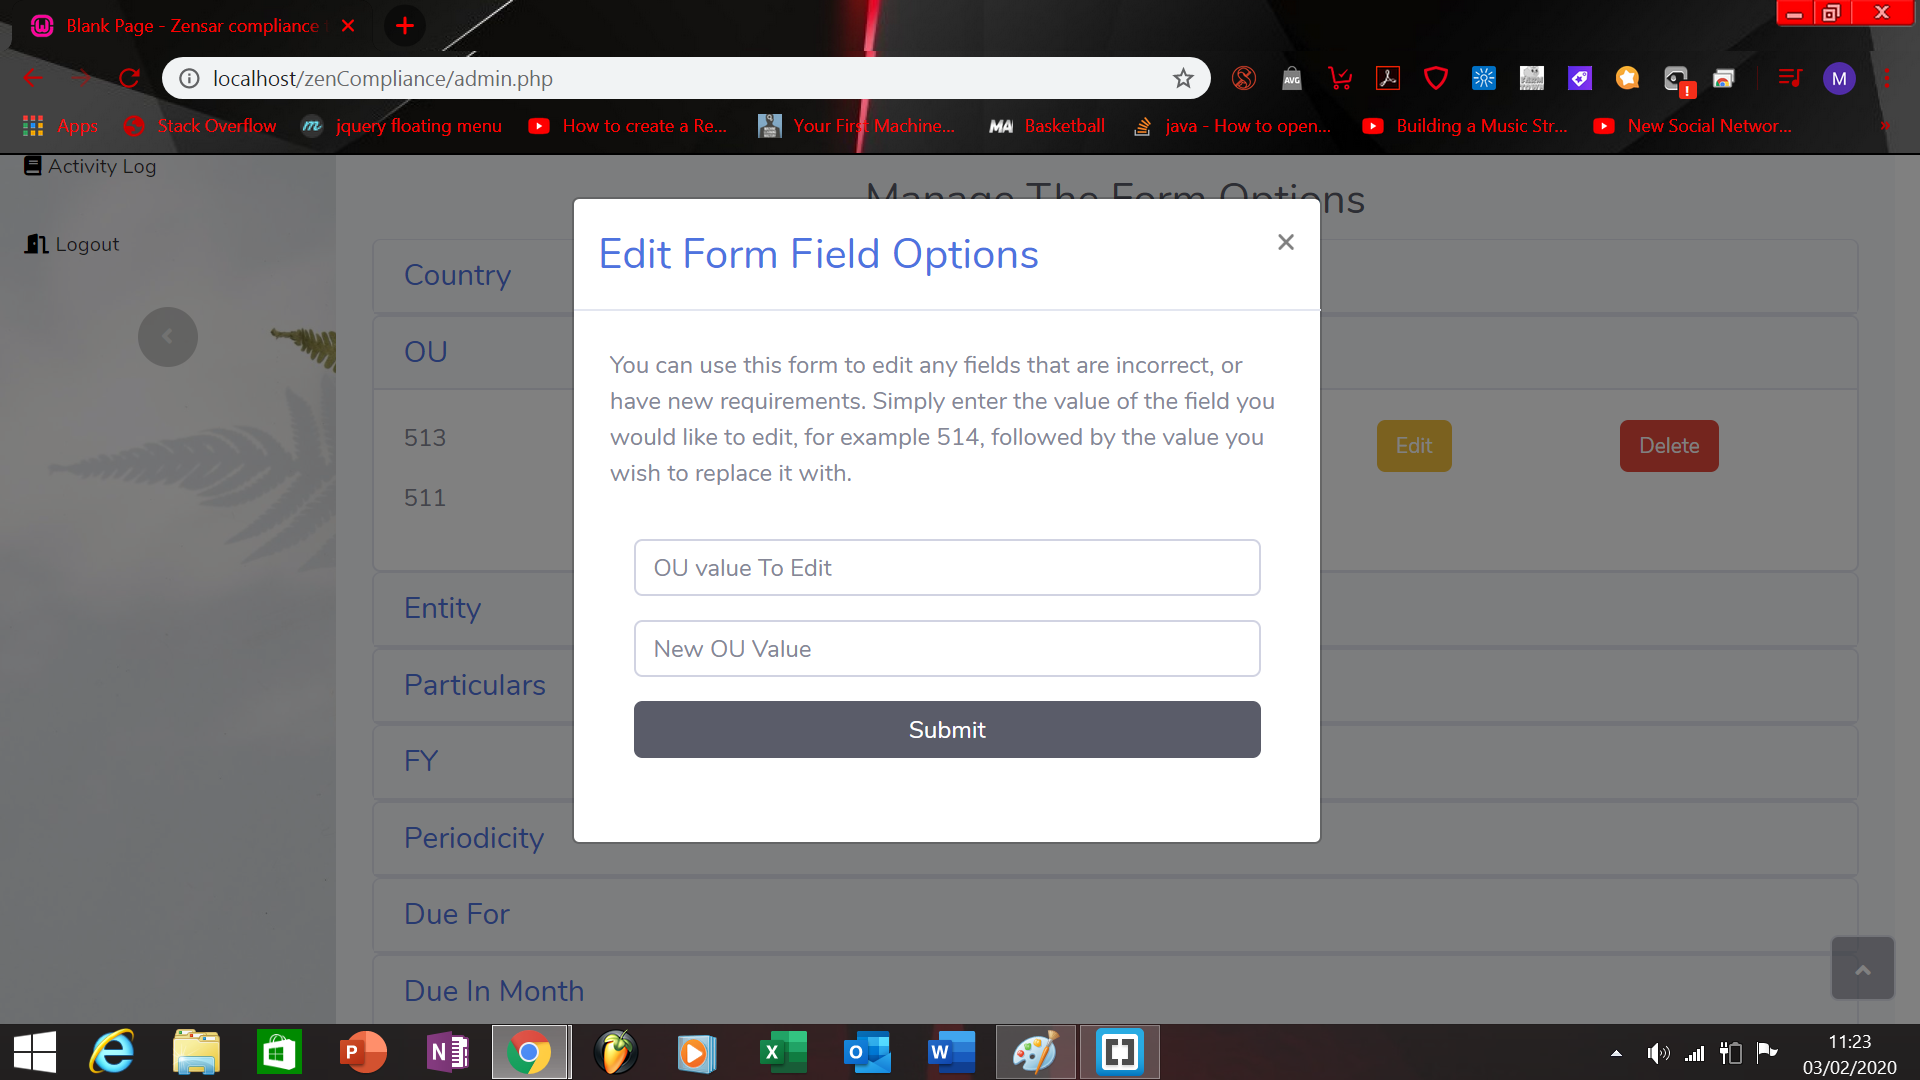 Blank Page - Zensar compliance
localhost/zenCompliance/admin.php
AVG
M
Apps
Stack Overflow
jquery floating menu
How to create a Re...
Your First Machine...
MA Basketball
java - How to open...
Building a Music Str...
New Social Networ...
Activity Log
Logout
Manage The Form Options
Edit Form Field Options
×
Country
OU
You can use this form to edit any fields that are incorrect, or
have new requirements. Simply enter the value of the field you
would like to edit, for example 514, followed by the value you
wish to replace it with.
513
Edit
Delete
511
OU value To Edit
New OU Value
Submit
Entity
Particulars
FY
Periodicity
Due For
Due In Month
11:23
03/02/2020